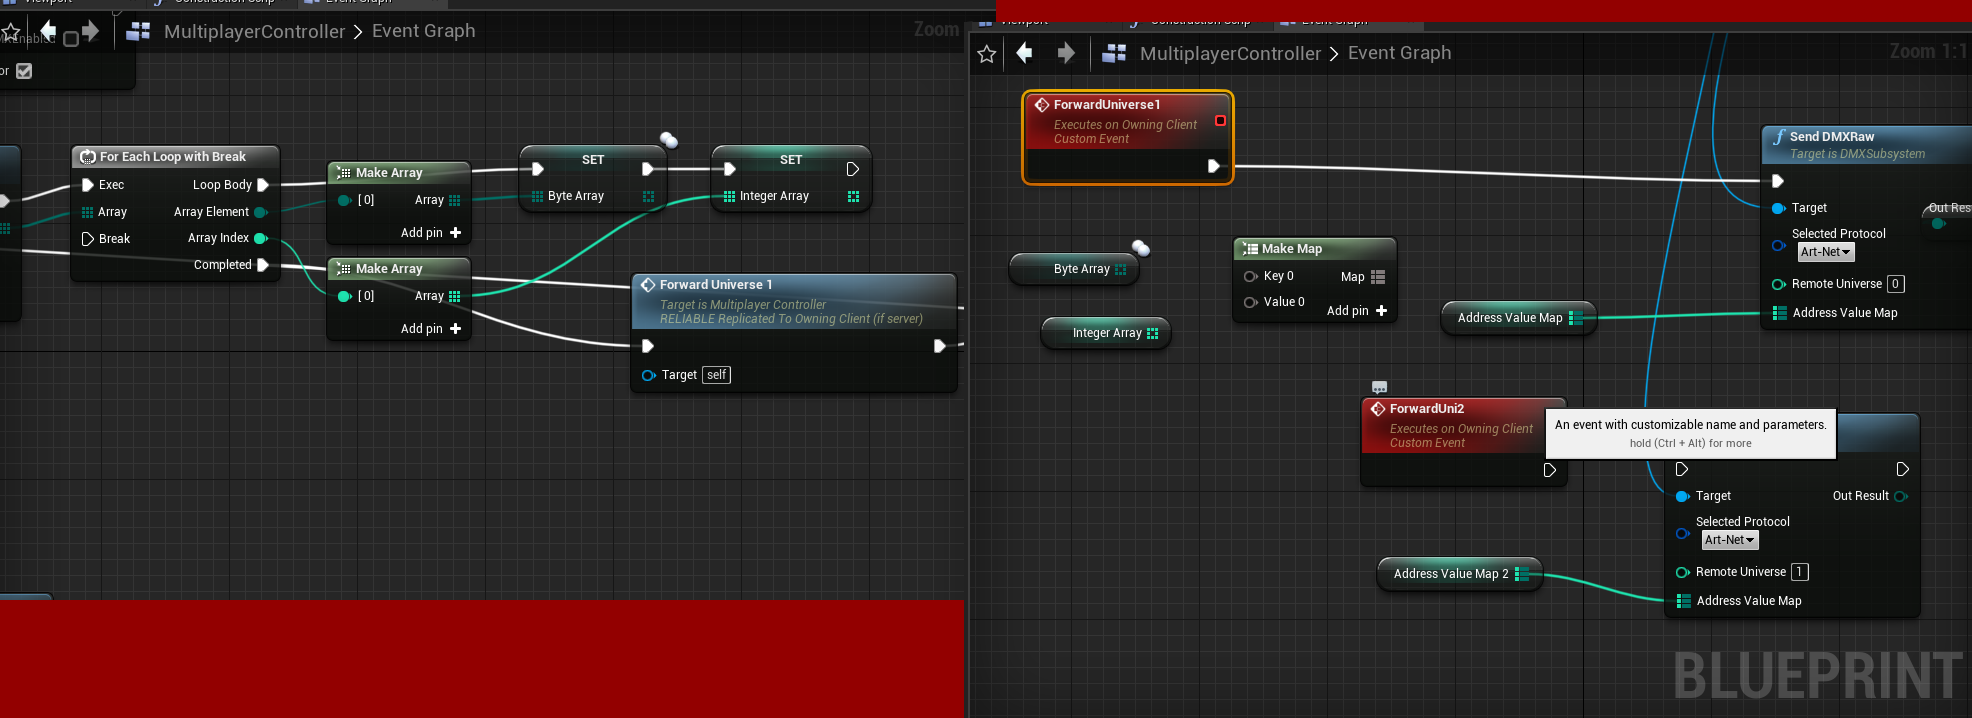 MultiplayerController > Event Graph
Zoom
or
For Each Loop with Break
Exec
Loop Body
Array
Array Element
Break
Array Index
Completed
Make Array
[0]
Array
Add pin
Make Array
[0]
Array
Add pin
SET
Byte Array
SET
Integer Array
Forward Universe 1
Target is Multiplayer Controller
RELIABLE Replicated To Owning Client (if server)
Target self
MultiplayerController > Event Graph
Zoom 1:1
ForwardUniverse1
Executes on Owning Client
Custom Event
Send DMXRaw
Target is DMXSubsystem
Target
Out Res
Selected Protocol
Art-Net
Remote Universe 0
Address Value Map
Byte Array
Integer Array
Make Map
Key 0
Map
Value 0
Add pin
Address Value Map
ForwardUni2
Executes on Owning Client
Custom Event
An event with customizable name and parameters.
hold (Ctrl + Alt) for more
Target
Out Result
Selected Protocol
Art-Net
Remote Universe 1
Address Value Map
Address Value Map 2
BLUEPRINT